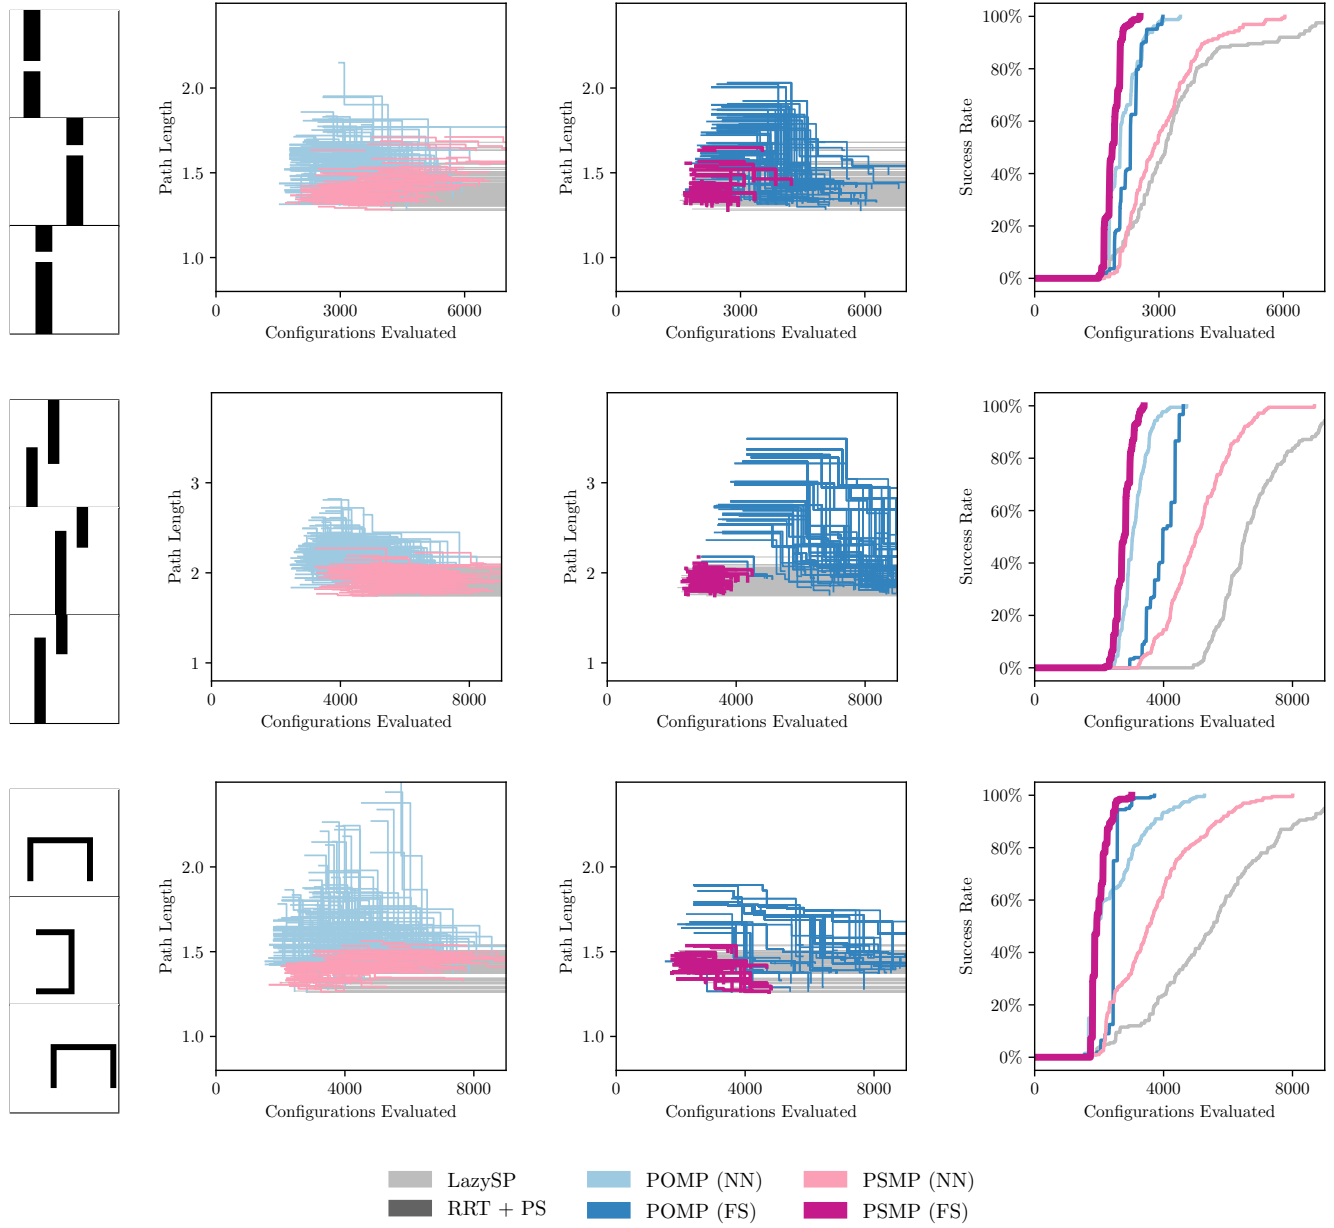 2.0
1.5
1.0
Path Length
0
3000
6000
Configurations Evaluated
2.0
1.5
1.0
Path Length
0
3000
6000
Configurations Evaluated
100%
80%
60%
40%
20%
0%
Success Rate
0
3000
6000
Configurations Evaluated
3
2
1
Path Length
0
4000
8000
Configurations Evaluated
3
2
1
Path Length
0
4000
8000
Configurations Evaluated
100%
80%
60%
40%
20%
0%
Success Rate
0
4000
8000
Configurations Evaluated
2.0
1.5
1.0
Path Length
0
4000
8000
Configurations Evaluated
2.0
1.5
1.0
Path Length
0
4000
8000
Configurations Evaluated
100%
80%
60%
40%
20%
0%
Success Rate
0
4000
8000
Configurations Evaluated
LazySP
RRT + PS
POMP (NN)
POMP (FS)
PSMP (NN)
PSMP (FS)